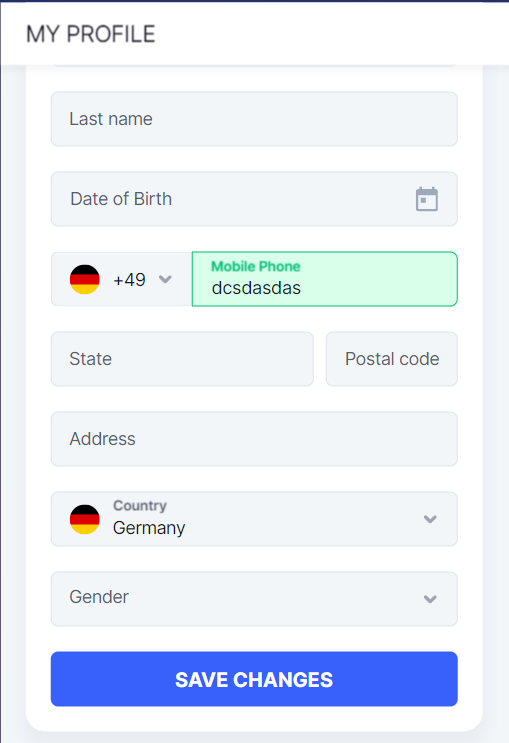 MY PROFILE
Last name
Date of Birth
+49
Mobile Phone
dcsdasdas
State
Postal code
Address
Country
Germany
Gender
SAVE CHANGES